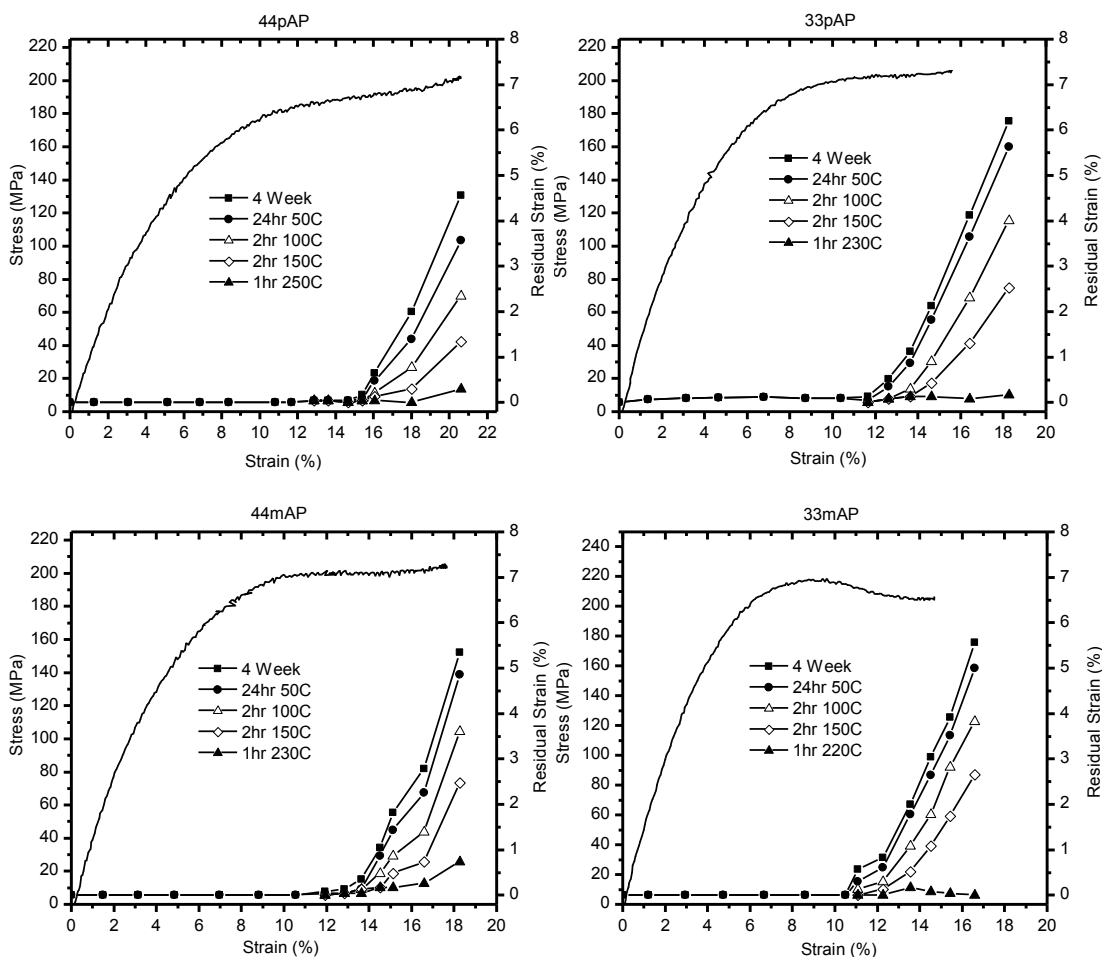 44pAP
220
200
180
160
140
120
100
80
60
40
20
0
Stress (MPa)
8
7
6
5
4
3
2
1
0
Residual Strain (%)
4 Week
24hr 50C
2hr 100C
2hr 150C
1hr 250C
0 2 4 6 8 10 12 14 16 18 20 22
Strain (%)
33pAP
220
200
180
160
140
120
100
80
60
40
20
0
Stress (MPa)
8
7
6
5
4
3
2
1
0
Residual Strain (%)
4 Week
24hr 50C
2hr 100C
2hr 150C
1hr 230C
0 2 4 6 8 10 12 14 16 18 20
Strain (%)
44mAP
220
200
180
160
140
120
100
80
60
40
20
0
Stress (MPa)
8
7
6
5
4
3
2
1
0
Residual Strain (%)
4 Week
24hr 50C
2hr 100C
2hr 150C
1hr 230C
0 2 4 6 8 10 12 14 16 18 20
Strain (%)
33mAP
240
220
200
180
160
140
120
100
80
60
40
20
0
Stress (MPa)
8
7
6
5
4
3
2
1
0
Residual Strain (%)
4 Week
24hr 50C
2hr 100C
2hr 150C
1hr 220C
0 2 4 6 8 10 12 14 16 18 20
Strain (%)